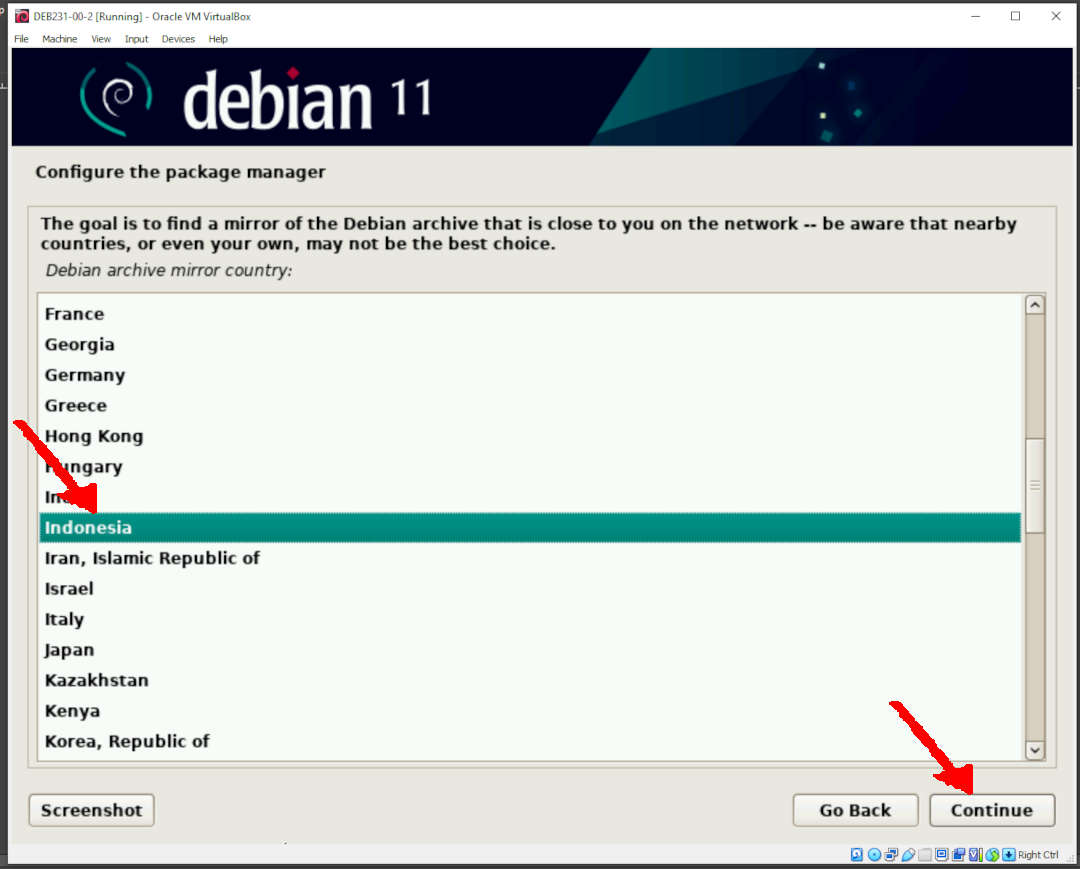 DEB231-00-2 [Running] - Oracle VM VirtualBox
File Machine View Input Devices Help
debian 11
Configure the package manager
The goal is to find a mirror of the Debian archive that is close to you on the network -- be aware that nearby
countries, or even your own, may not be the best choice.
Debian archive mirror country:
France
Georgia
Germany
Greece
Hong Kong
Hungary
Indonesia
Iran, Islamic Republic of
Israel
Italy
Japan
Kazakhstan
Kenya
Korea, Republic of
Screenshot Go Back Continue
Right Ctrl